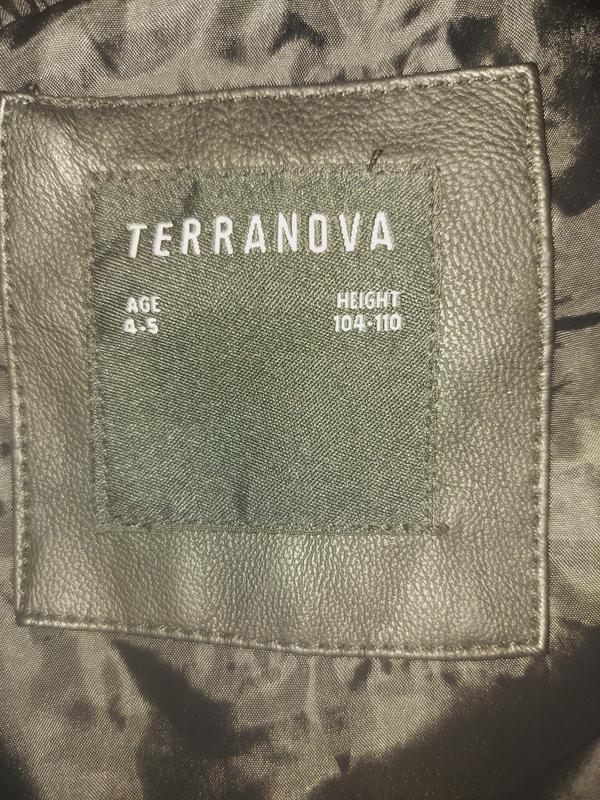 TERRANOVA
AGE HEIGHT
4-5 104-110